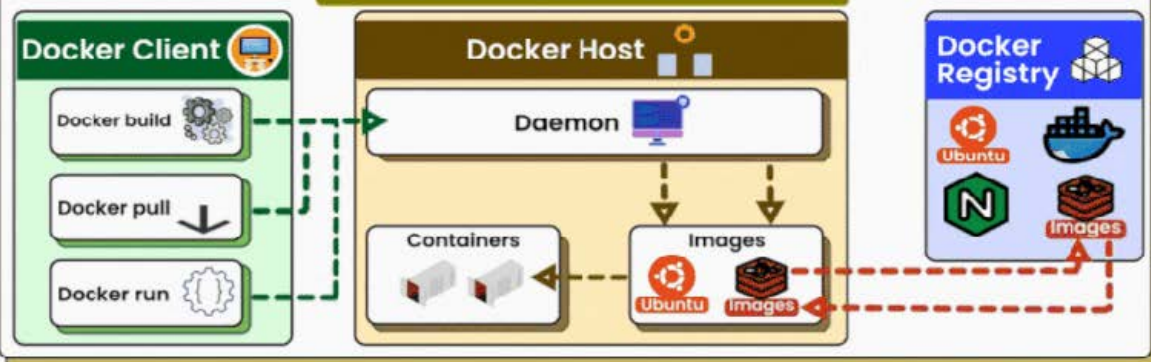 Docker Client
Docker build
Docker pull
Docker run
Docker Host
Daemon
Containers
Images
Ubuntu
Images
Docker
Registry
Ubuntu
N
Images